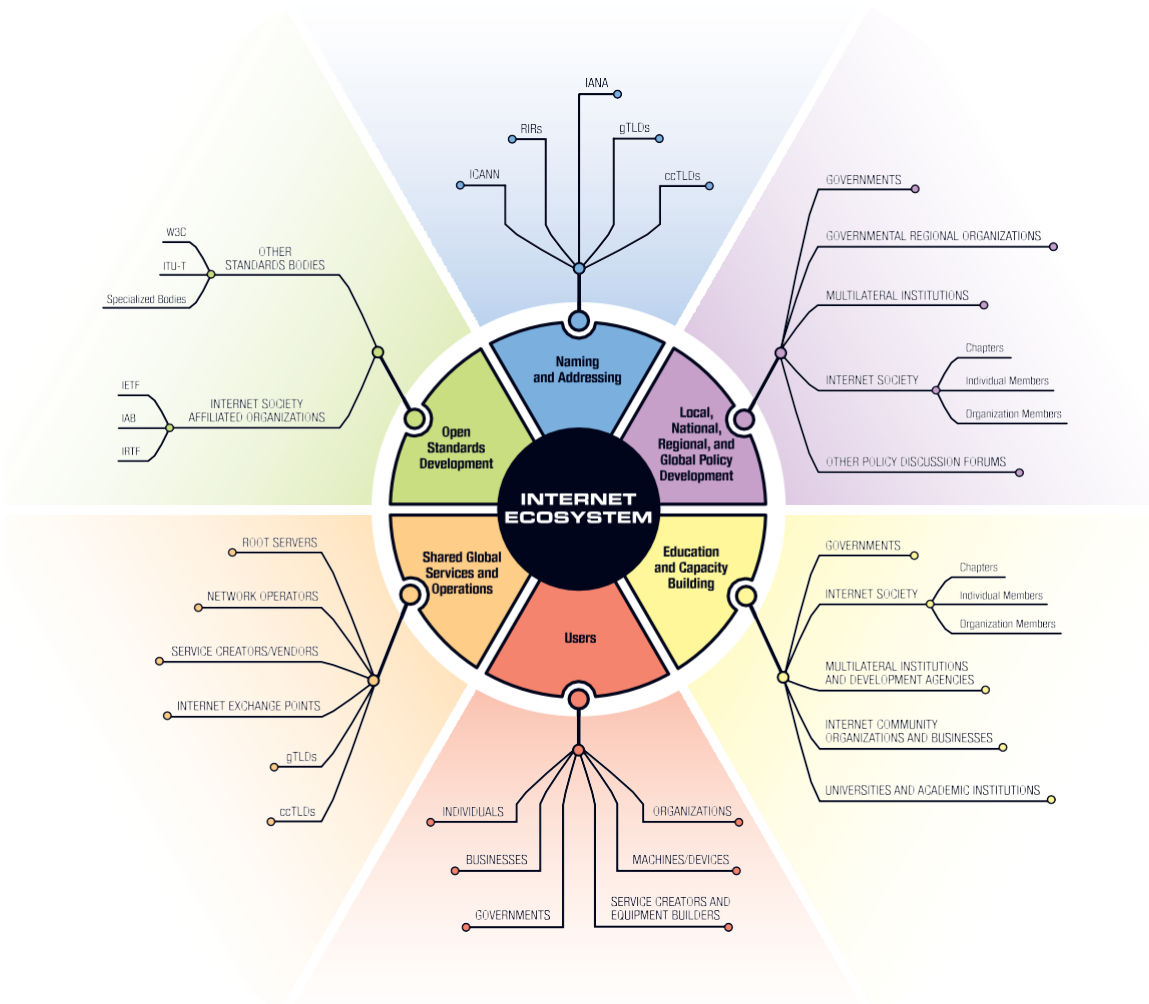 IANA
RIRs
gTLDs
ICANN
ccTLDs
W3C
ITU-T
Specialized Bodies
OTHER
STANDARDS BODIES
IETF
IAB
IRTF
INTERNET SOCIETY
AFFILIATED ORGANIZATIONS
GOVERNMENTS
GOVERNMENTAL REGIONAL ORGANIZATIONS
MULTILATERAL INSTITUTIONS
INTERNET SOCIETY
Chapters
Individual Members
Organization Members
OTHER POLICY DISCUSSION FORUMS
Naming
and Addressing
Open
Standards
Development
Local,
National,
Regional, and
Global Policy
Development
INTERNET
ECOSYSTEM
Shared Global
Services and
Operations
Education
and Capacity
Building
Users
ROOT SERVERS
NETWORK OPERATORS
SERVICE CREATORS/VENDORS
INTERNET EXCHANGE POINTS
gTLDs
ccTLDs
GOVERNMENTS
INTERNET SOCIETY
Chapters
Individual Members
Organization Members
MULTILATERAL INSTITUTIONS
AND DEVELOPMENT AGENCIES
INTERNET COMMUNITY
ORGANIZATIONS AND BUSINESSES
UNIVERSITIES AND ACADEMIC INSTITUTIONS
INDIVIDUALS
BUSINESSES
GOVERNMENTS
ORGANIZATIONS
MACHINES/DEVICES
SERVICE CREATORS AND
EQUIPMENT BUILDERS